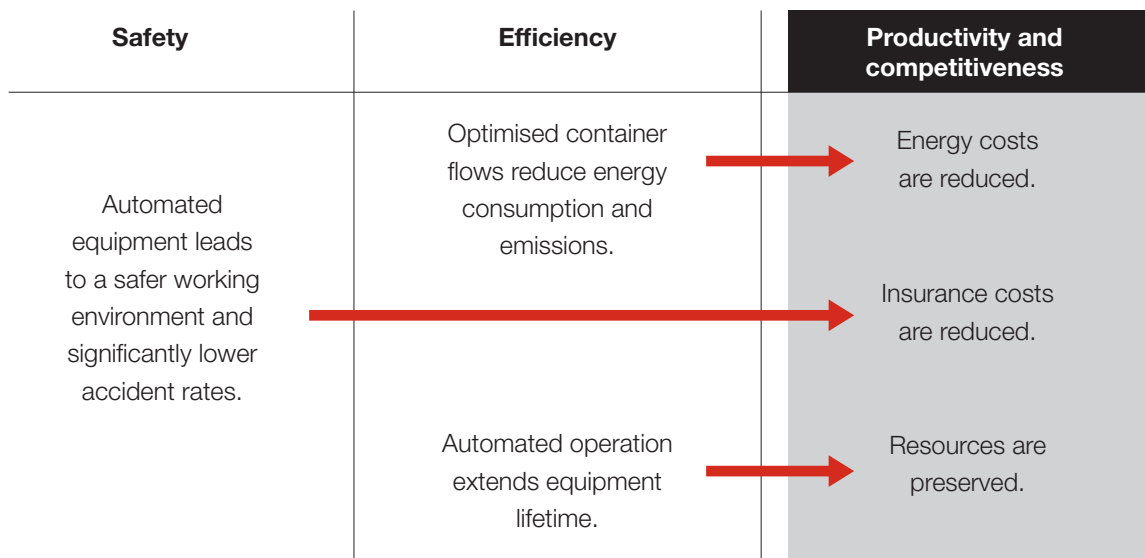 Safety
Efficiency
Productivity and
competitiveness
Automated
equipment leads
to a safer working
environment and
significantly lower
accident rates.
Optimised container
flows reduce energy
consumption and
emissions.
Automated operation
extends equipment
lifetime.
Energy costs
are reduced.
Insurance costs
are reduced.
Resources are
preserved.